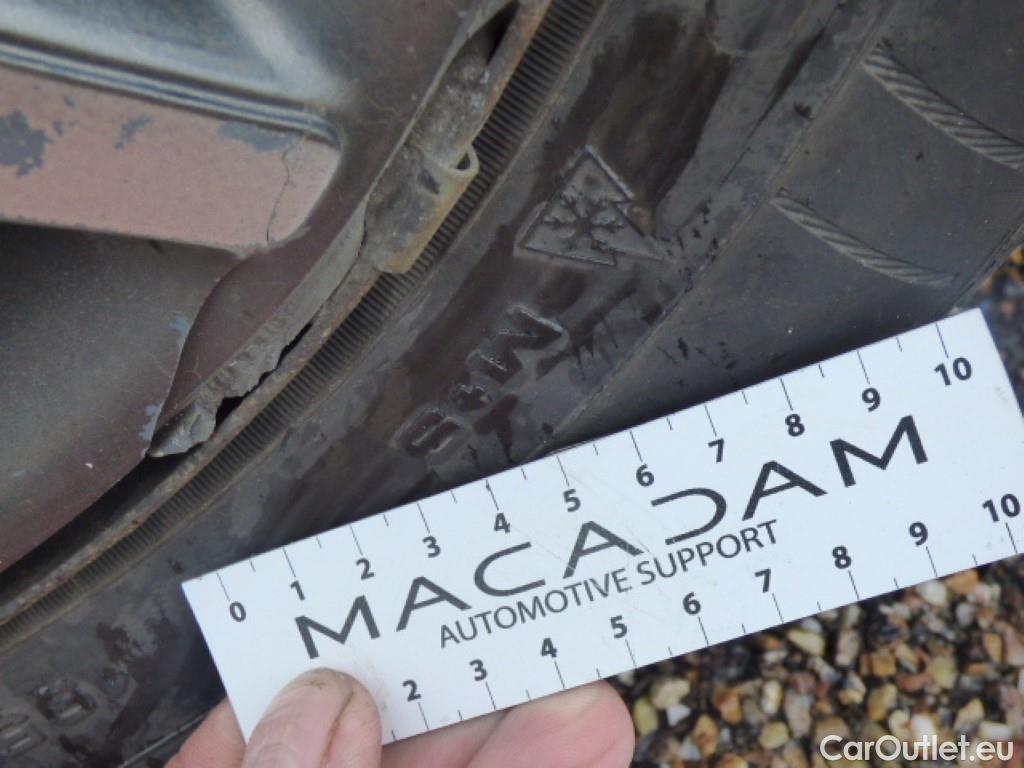 M+S
0 1 2 3 4 5 6 7 8 9 10
MACADAM
AUTOMOTIVE SUPPORT
2 3 4 5 6 7 8 9 10
CarOutlet.eu